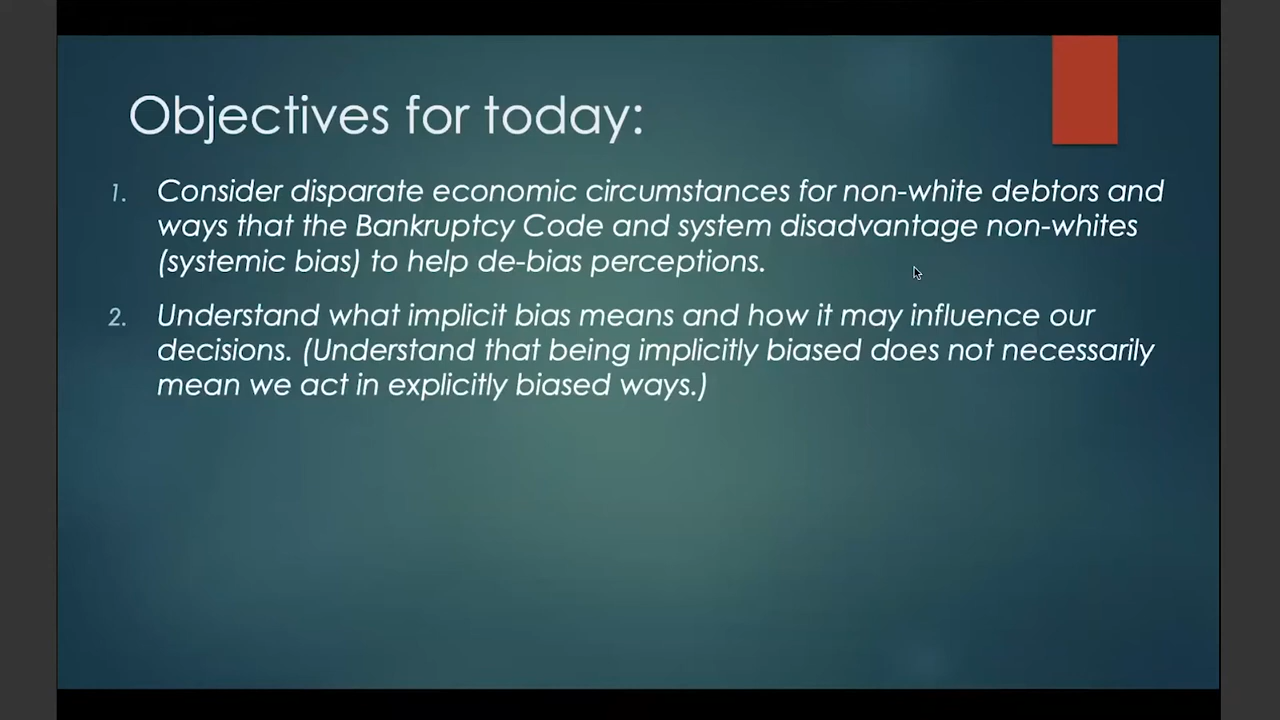 Objectives for today:
1. Consider disparate economic circumstances for non-white debtors and
ways that the Bankruptcy Code and system disadvantage non-whites
(systemic bias) to help de-bias perceptions.
2. Understand what implicit bias means and how it may influence our
decisions. (Understand that being implicitly biased does not necessarily
mean we act in explicitly biased ways.)